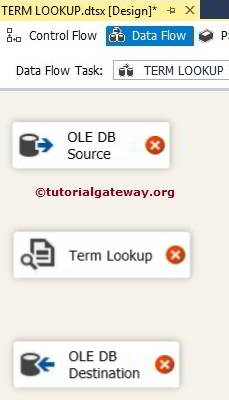 TERM LOOKUP.dtsx [Design]*
Control Flow Data Flow
Data Flow Task: TERM LOOKUP
OLE DB
Source
©tutorialgateway.org
Term Lookup
OLE DB
Destination